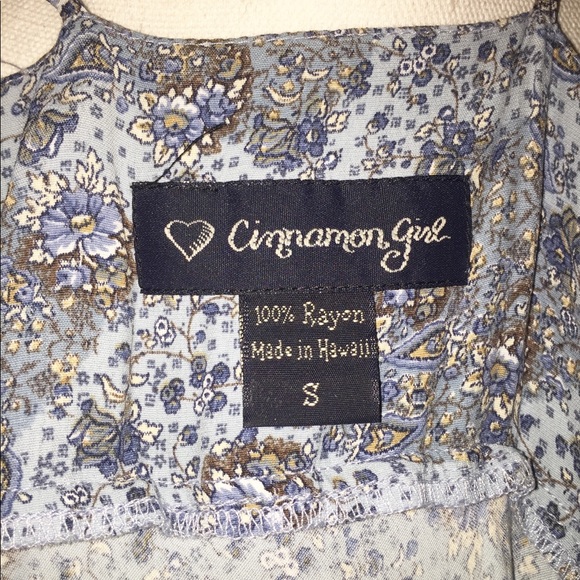 Cinnamon Girl
100% Rayon
Made in Hawaii
S